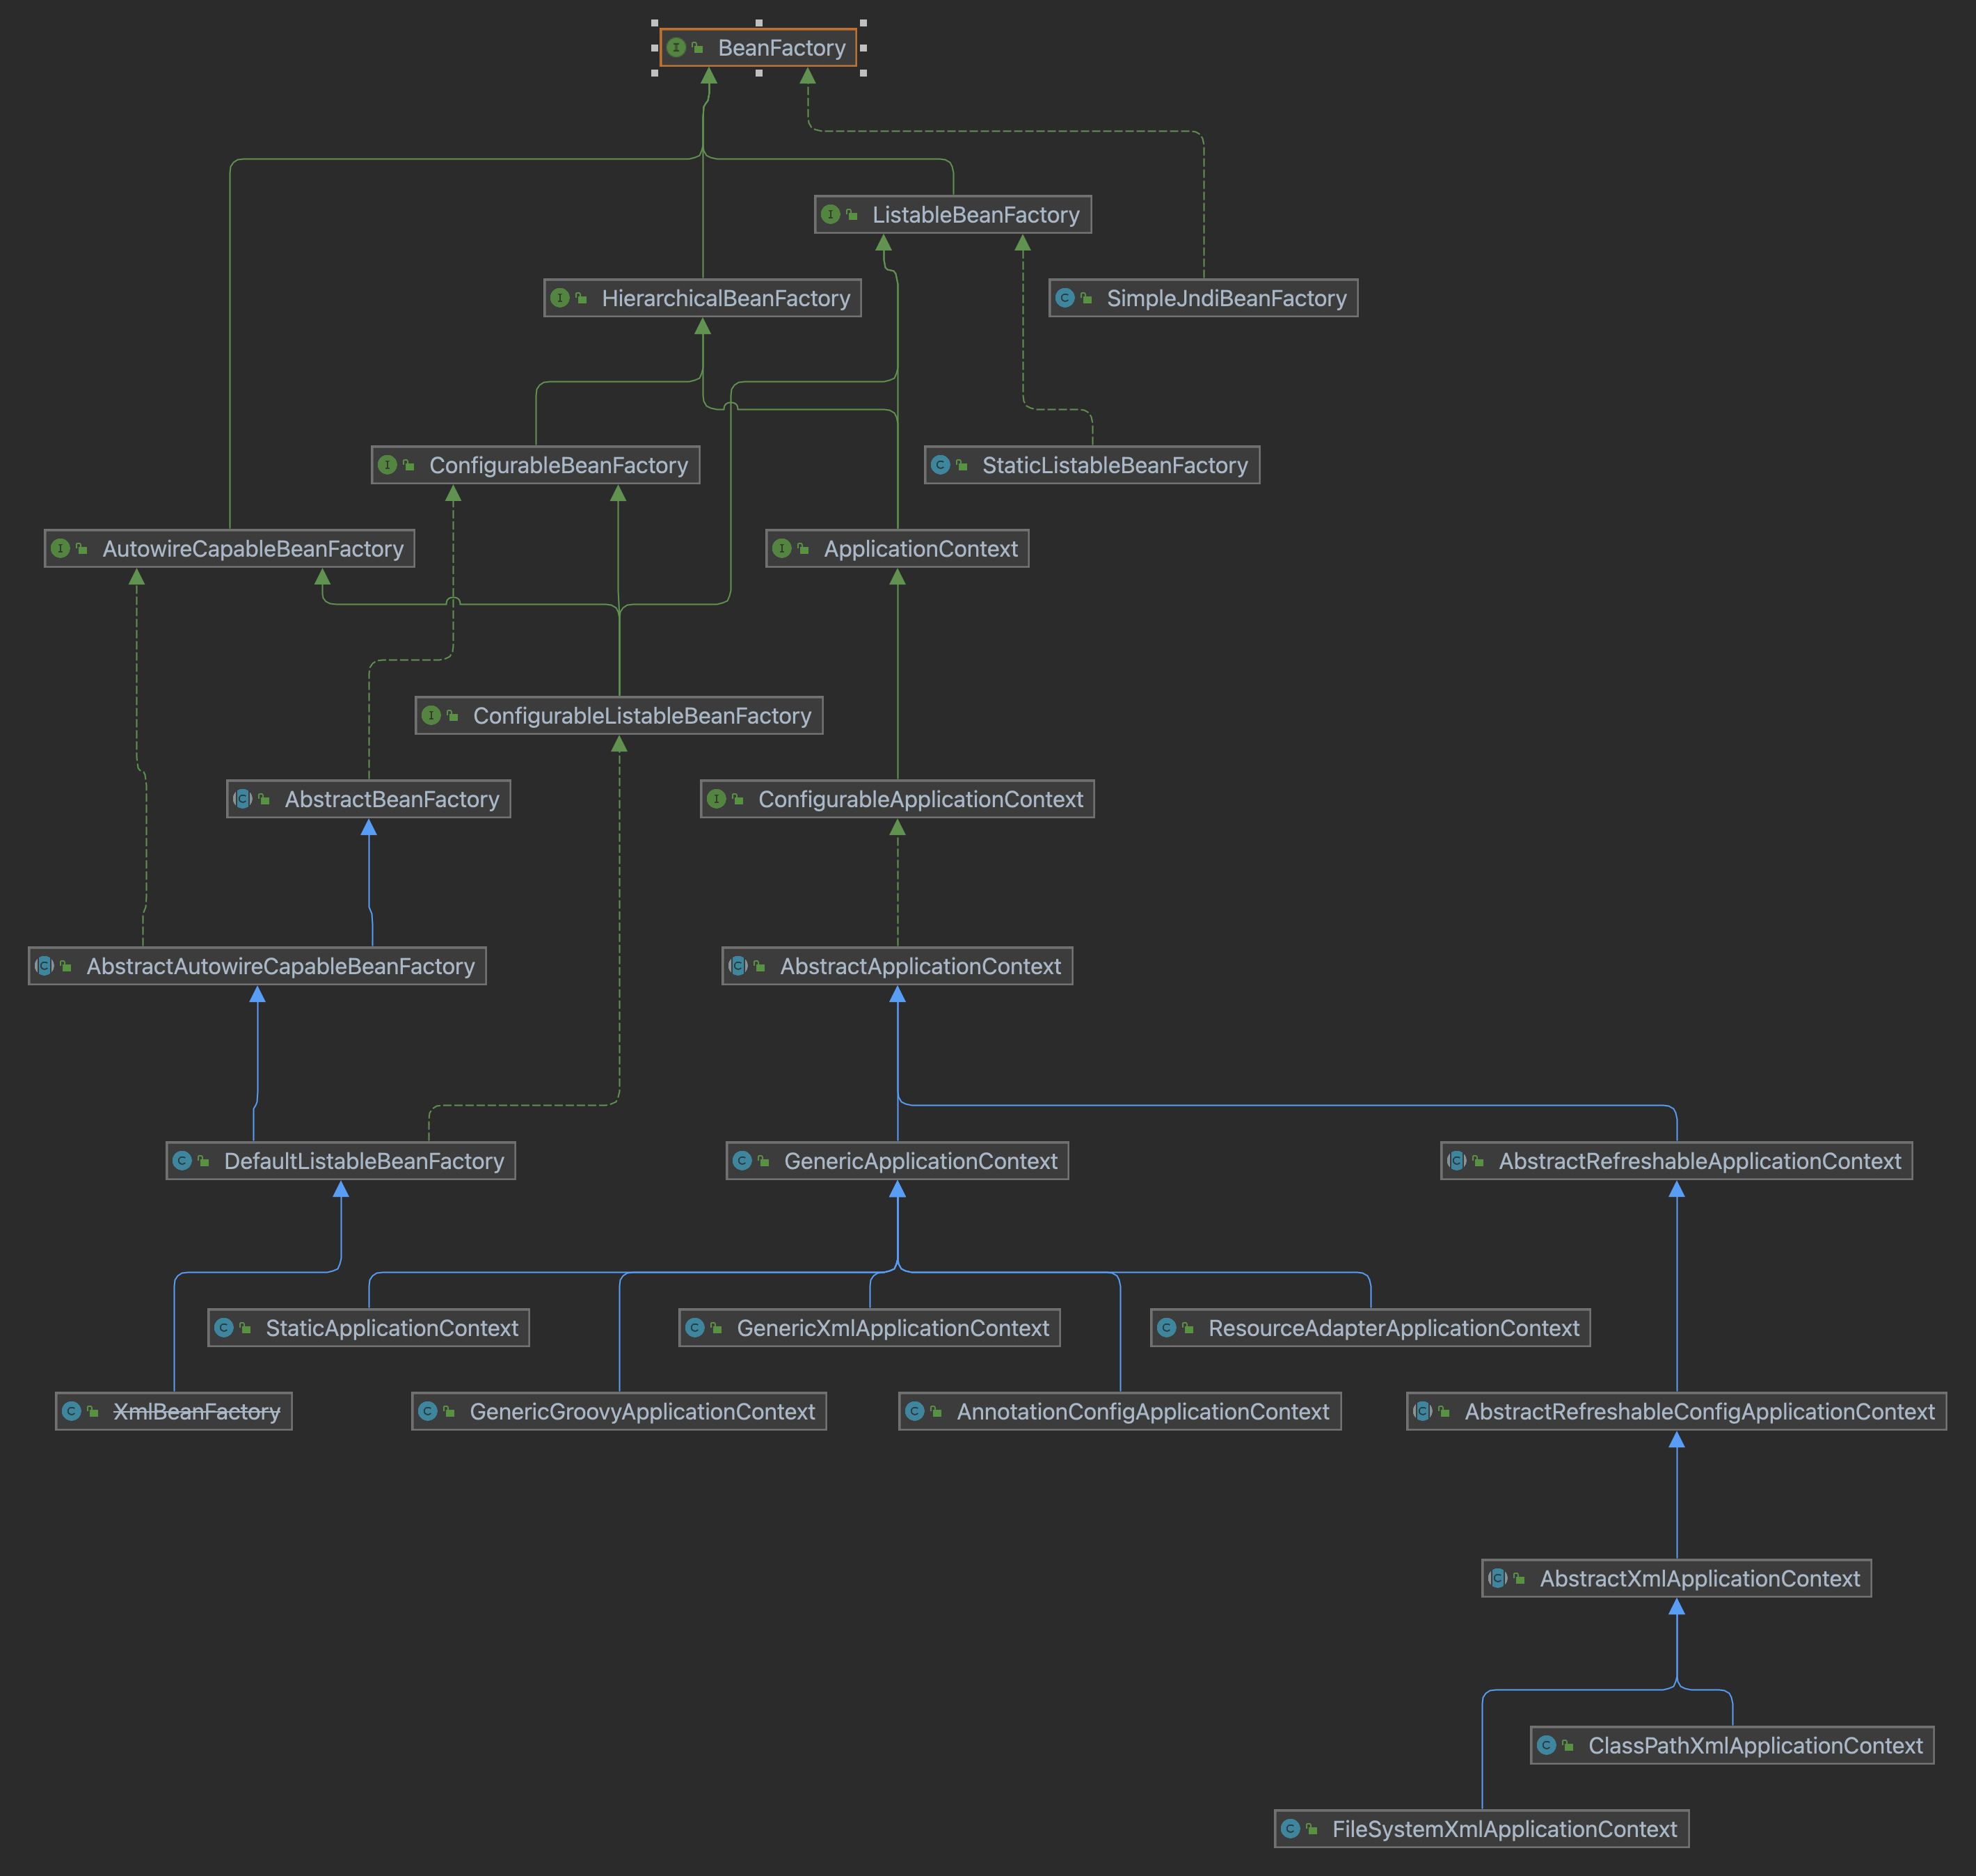 BeanFactory
ListableBeanFactory
HierarchicalBeanFactory
SimpleJndiBeanFactory
ConfigurableBeanFactory
StaticListableBeanFactory
AutowireCapableBeanFactory
ApplicationContext
ConfigurableListableBeanFactory
AbstractBeanFactory
ConfigurableApplicationContext
AbstractAutowireCapableBeanFactory
AbstractApplicationContext
DefaultListableBeanFactory
GenericApplicationContext
AbstractRefreshableApplicationContext
StaticApplicationContext
GenericXmlApplicationContext
ResourceAdapterApplicationContext
XmlBeanFactory
GenericGroovyApplicationContext
AnnotationConfigApplicationContext
AbstractRefreshableConfigApplicationContext
AbstractXmlApplicationContext
ClassPathXmlApplicationContext
FileSystemXmlApplicationContext